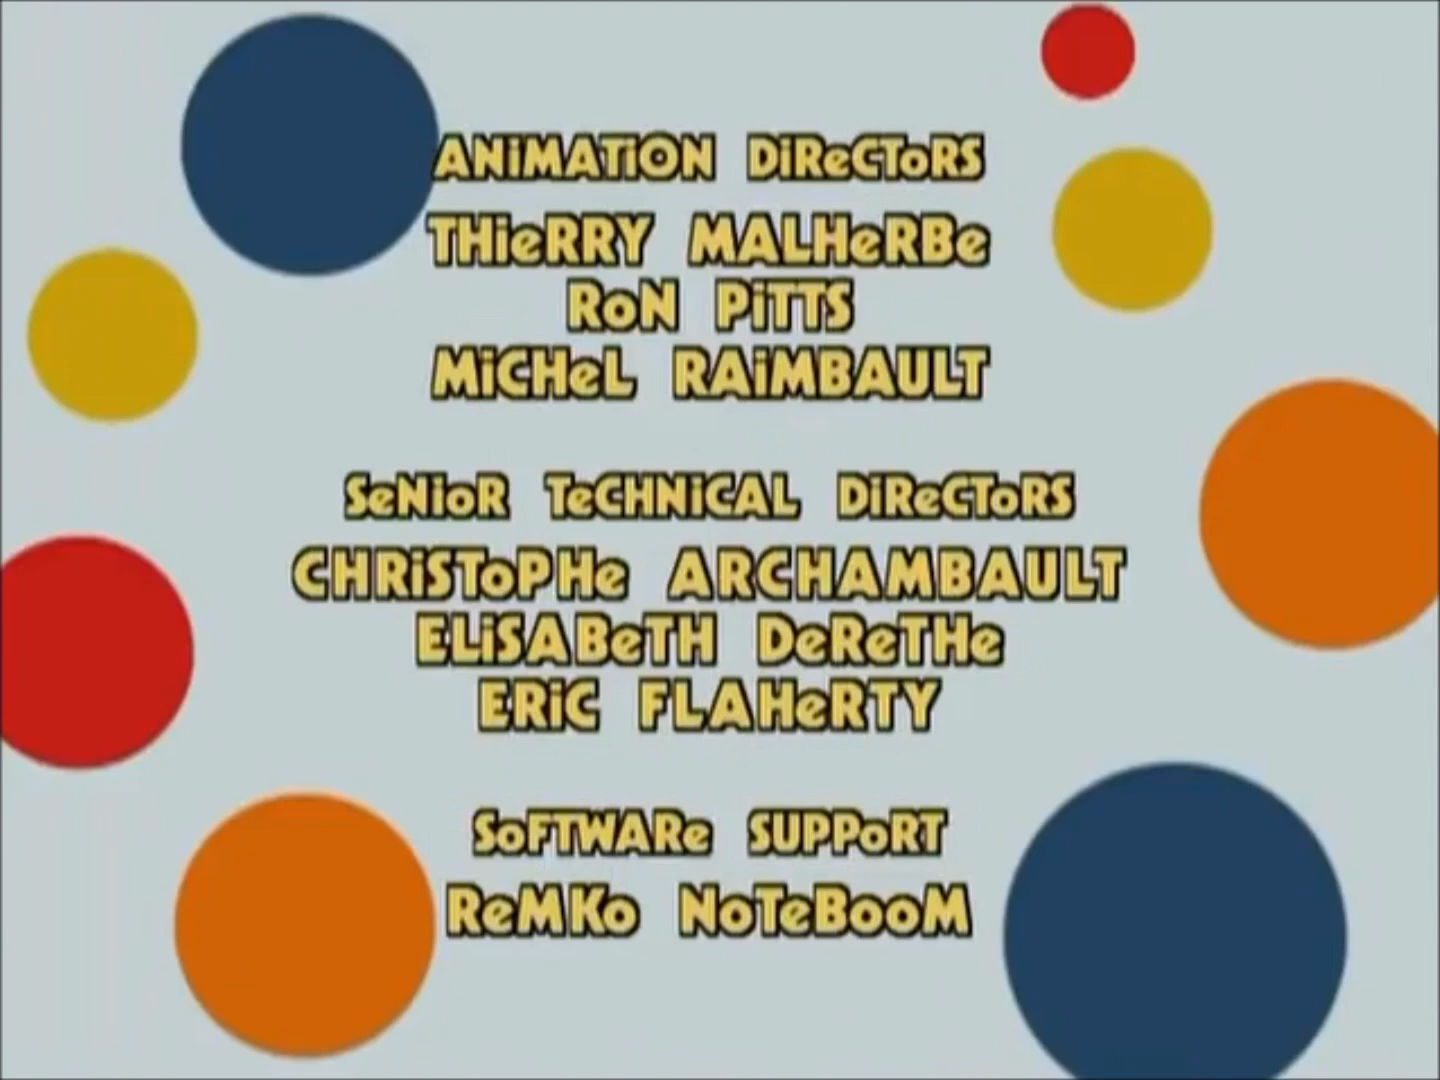 ANiMATiON DiReCToRS
THieRRY MALHeRBe
RoN PiTTS
MiCHeL RAiMBAULT
SeNioR TeCHNiCAL DiReCToRS
CHRiSToPHe ARCHAMBAULT
ELiSABeTH DeReTHe
ERiC FLAHeRTY
SoFTWARe SUPPoRT
ReMKo NoTeBooM